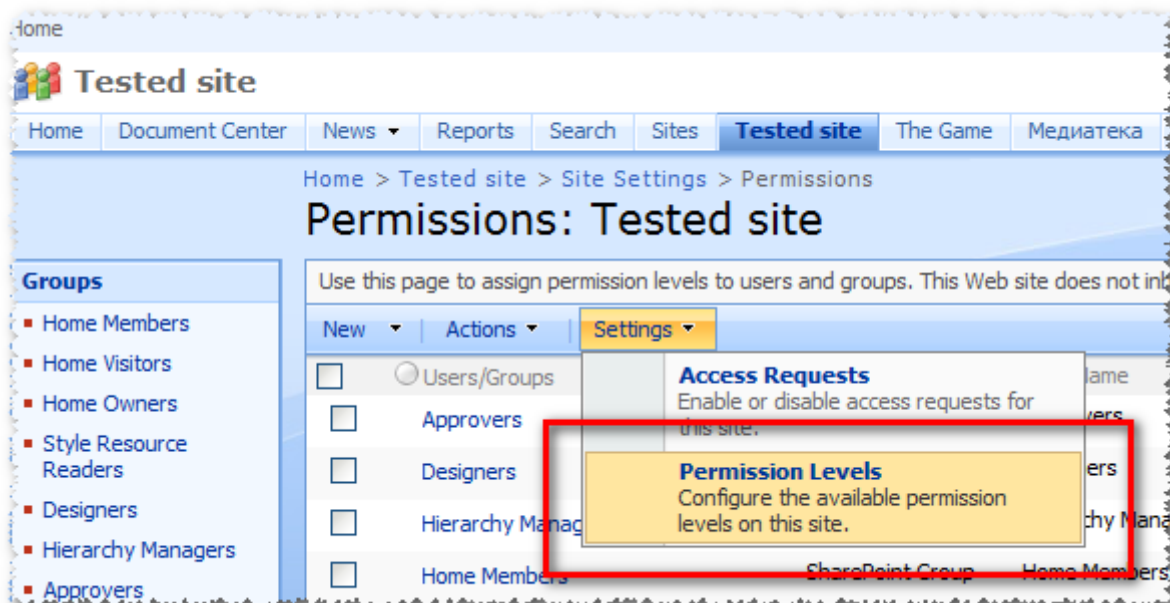 Home
Tested site
Home Document Center News Reports Search Sites Tested site The Game Медиатека
Home > Tested site > Site Settings > Permissions
Permissions: Tested site
Groups
Home Members
Home Visitors
Home Owners
Style Resource
Readers
Designers
Hierarchy Managers
Approvers
Use this page to assign permission levels to users and groups. This Web site does not
New Actions Settings
Users/Groups
Approvers
Designers
Hierarchy
Home Members SharePoint Group Home Members
Access Requests
Enable or disable access requests for
this site.
Permission Levels
Configure the available permission
levels on this site.